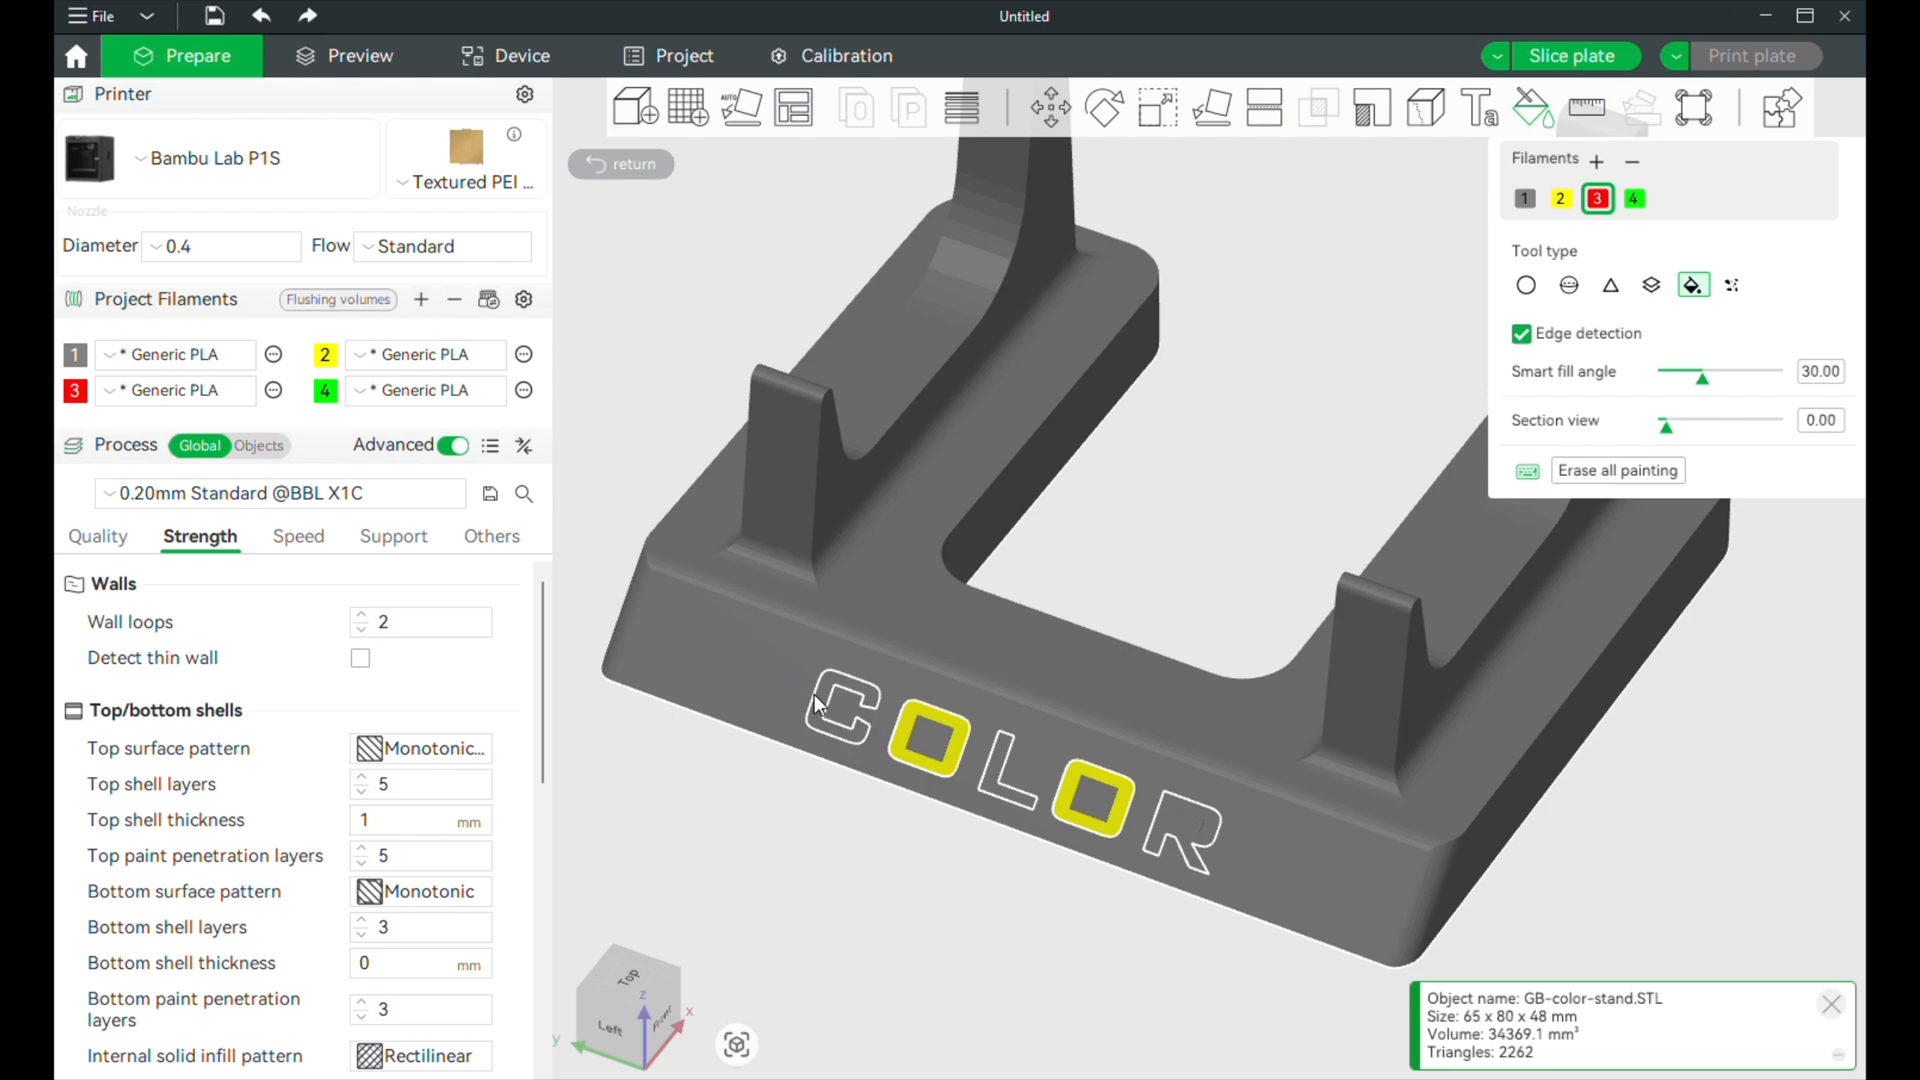 File
Untitled
Prepare
Preview
Device
Project
Calibration
Slice plate
Print plate
Printer
Bambu Lab P1S
Textured PEI ...
Nozzle
Diameter
0.4
Flow
Standard
Project Filaments
Flushing volumes
1
* Generic PLA
2
* Generic PLA
3
* Generic PLA
4
* Generic PLA
Process
Global
Objects
Advanced
0.20mm Standard @BBL X1C
Quality
Strength
Speed
Support
Others
Walls
Wall loops
2
Detect thin wall
Top/bottom shells
Top surface pattern
Monotonic...
Top shell layers
5
Top shell thickness
1
mm
Top paint penetration layers
5
Bottom surface pattern
Monotonic
Bottom shell layers
3
Bottom shell thickness
0
mm
Bottom paint penetration
layers
3
Internal solid infill pattern
Rectilinear
AUTO
O
P
Ta
return
Filaments
1
2
3
4
Tool type
Edge detection
Smart fill angle
30.00
Section view
0.00
Erase all painting
COLOR
Top
Left
Front
z
x
y
Object name: GB-color-stand.STL
Size: 65 x 80 x 48 mm
Volume: 34369.1 mm³
Triangles: 2262